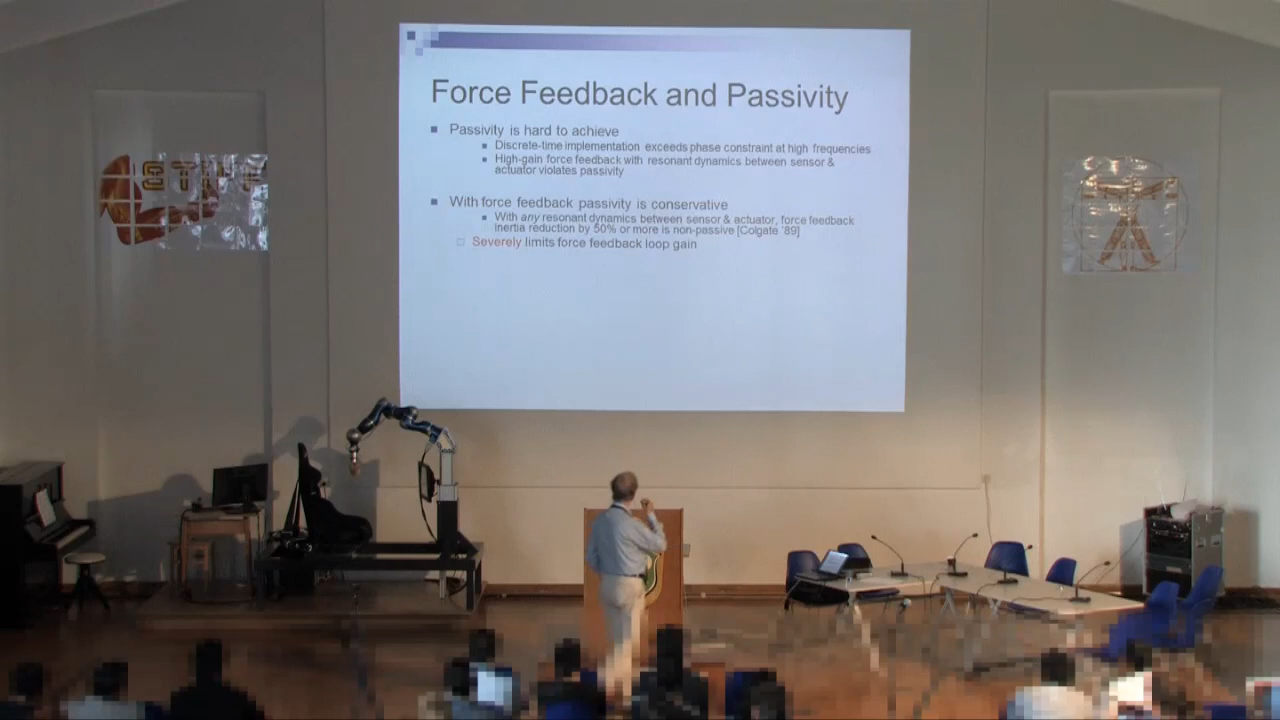 Force Feedback and Passivity
Passivity is hard to achieve
Discrete-time implementation exceeds phase constraint at high frequencies
High-gain force feedback with resonant dynamics between sensor &
actuator violates passivity
With force feedback passivity is conservative
With any resonant dynamics between sensor & actuator, force feedback
inertia reduction by 50% or more is non-passive [Colgate '89]
Severely limits force feedback loop gain